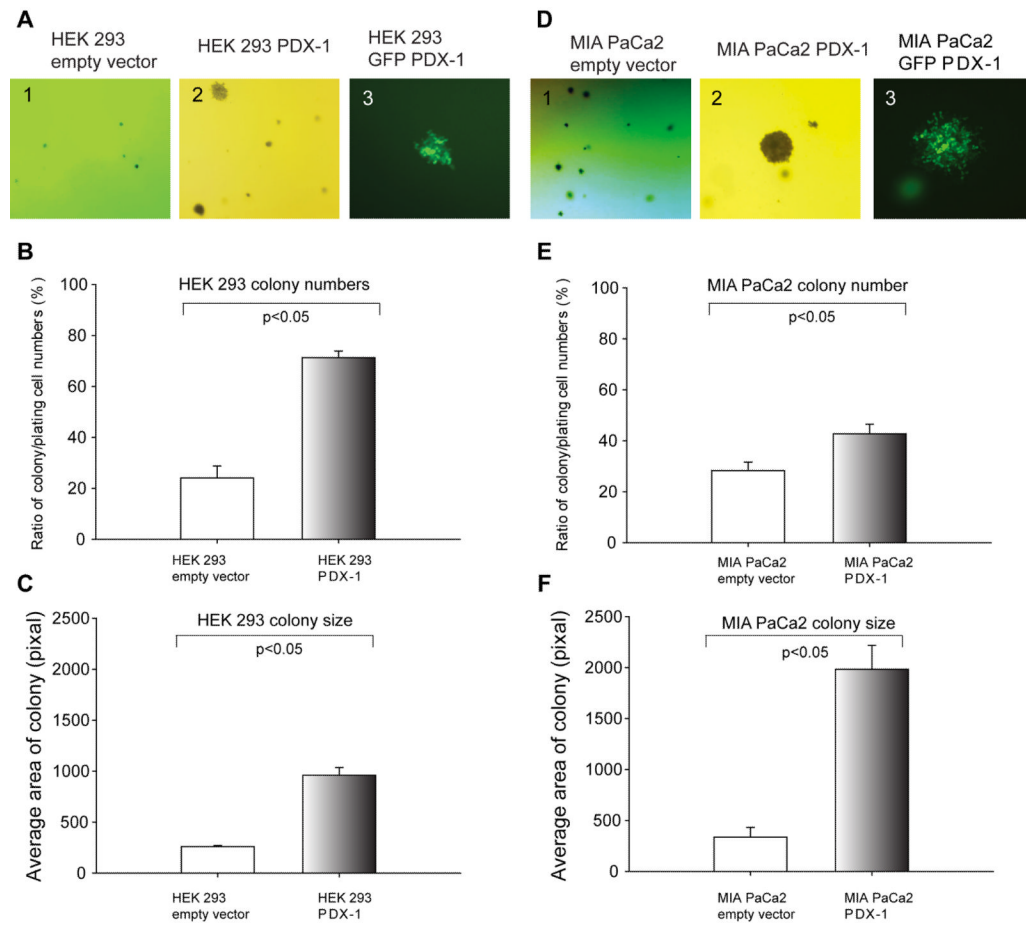 A
HEK 293
empty vector
HEK 293 PDX-1
HEK 293
GFP PDX-1
1
2
3
D
MIA PaCa2
empty vector
MIA PaCa2 PDX-1
MIA PaCa2
GFP PDX-1
1
2
3
B
HEK 293 colony numbers
p<0.05
Ratio of colony/plating cell numbers (%)
100
80
60
40
20
0
HEK 293
empty vector
HEK 293
PDX-1
E
MIA PaCa2 colony number
p<0.05
Ratio of colony/plating cell numbers (%)
100
80
60
40
20
0
MIA PaCa2
empty vector
MIA PaCa2
PDX-1
C
HEK 293 colony size
p<0.05
Average area of colony (pixal)
2500
2000
1500
1000
500
0
HEK 293
empty vector
HEK 293
PDX-1
F
MIA PaCa2 colony size
p<0.05
Average area of colony (pixal)
2500
2000
1500
1000
500
0
MIA PaCa2
empty vector
MIA PaCa2
PDX-1